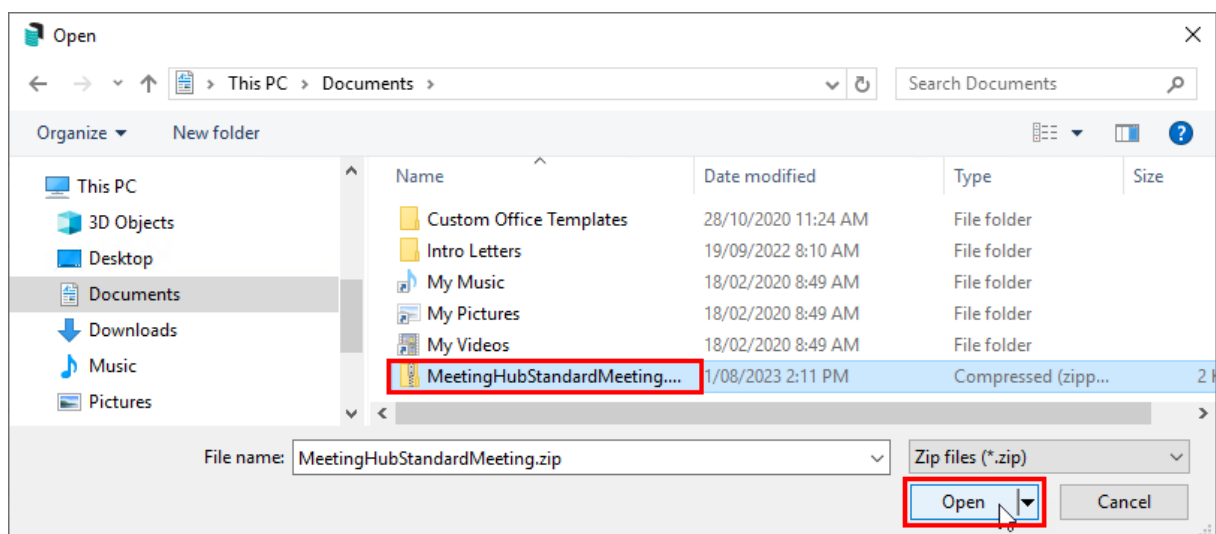 Open
This PC > Documents >
Search Documents
Organize New folder
Name Date modified Type Size
This PC
3D Objects
Desktop
Documents
Downloads
Music
Pictures
Custom Office Templates 28/10/2020 11:24 AM File folder
Intro Letters 19/09/2022 8:10 AM File folder
My Music 18/02/2020 8:49 AM File folder
My Pictures 18/02/2020 8:49 AM File folder
My Videos 18/02/2020 8:49 AM File folder
MeetingHubStandardMeeting.... 1/08/2023 2:11 PM Compressed (zipp... 2
File name: MeetingHubStandardMeeting.zip Zip files (*.zip)
Open Cancel